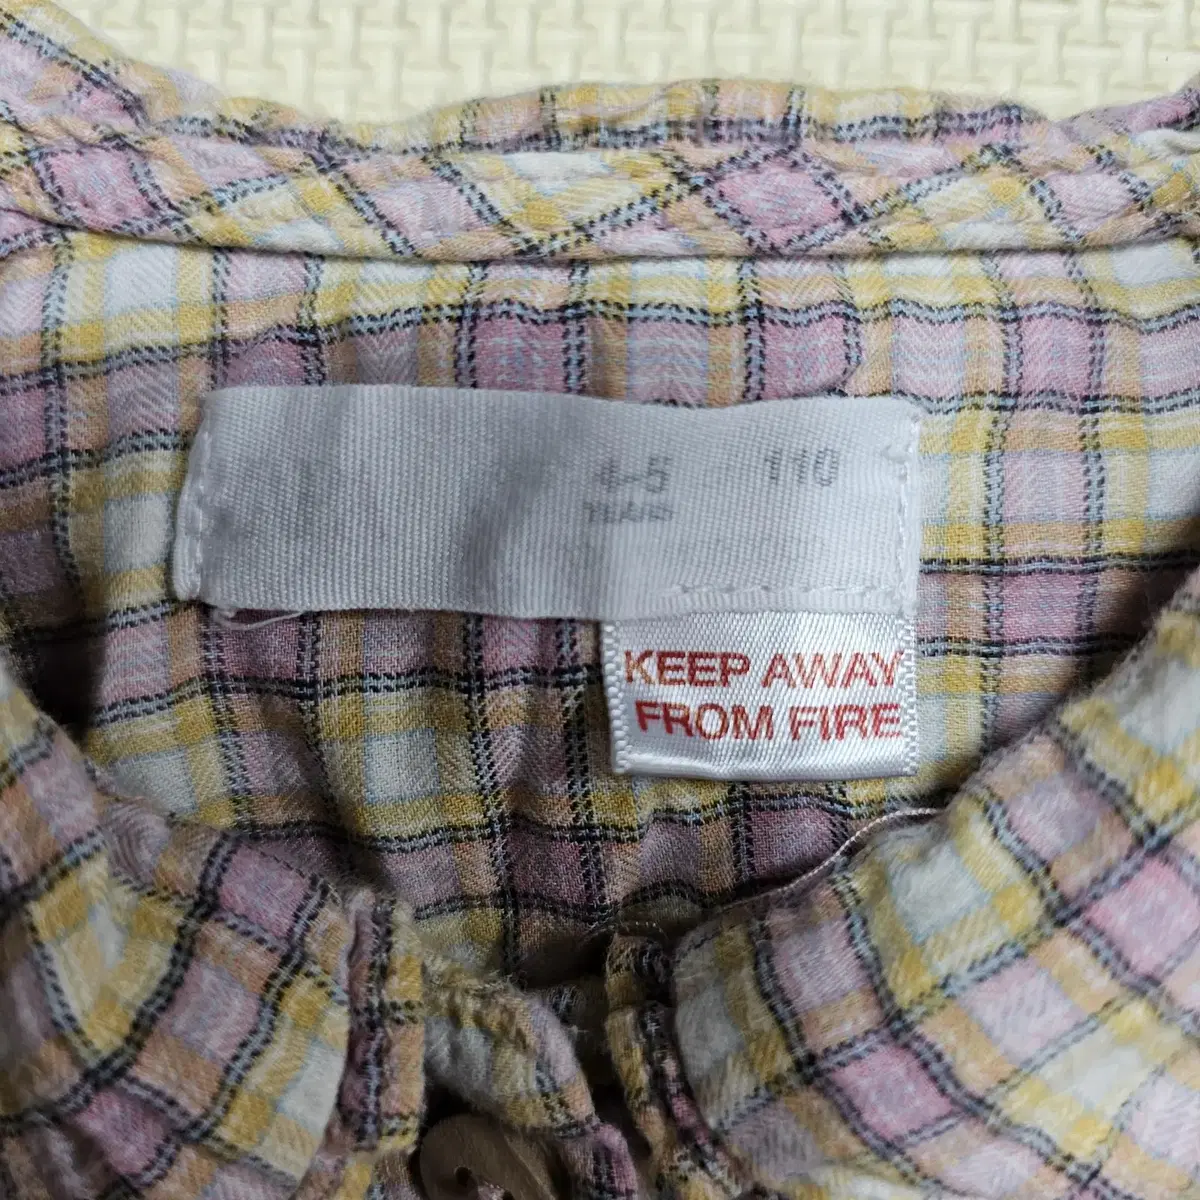 4-5 110
YEARS
KEEP AWAY
FROM FIRE